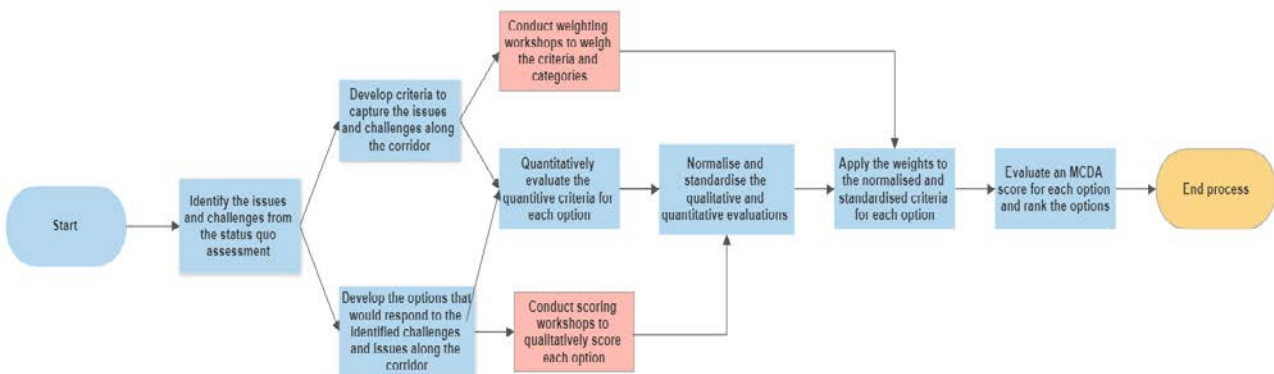 Start
Identify the issues
and challenges from
the status quo
assessment
Develop criteria to
capture the issues
and challenges along
the corridor
Develop the options that
would respond to the
identified challenges
and issues along the
corridor
Conduct weighting
workshops to weigh
the criteria and
categories
Quantitatively
evaluate the
quantitive criteria for
each option
Conduct scoring
workshops to
qualitatively score
each option
Normalise and
standardise the
qualitative and
quantitative evaluations
Apply the weights to
the normalised and
standardised criteria
for each option
Evaluate an MCDA
score for each option
and rank the options
End process